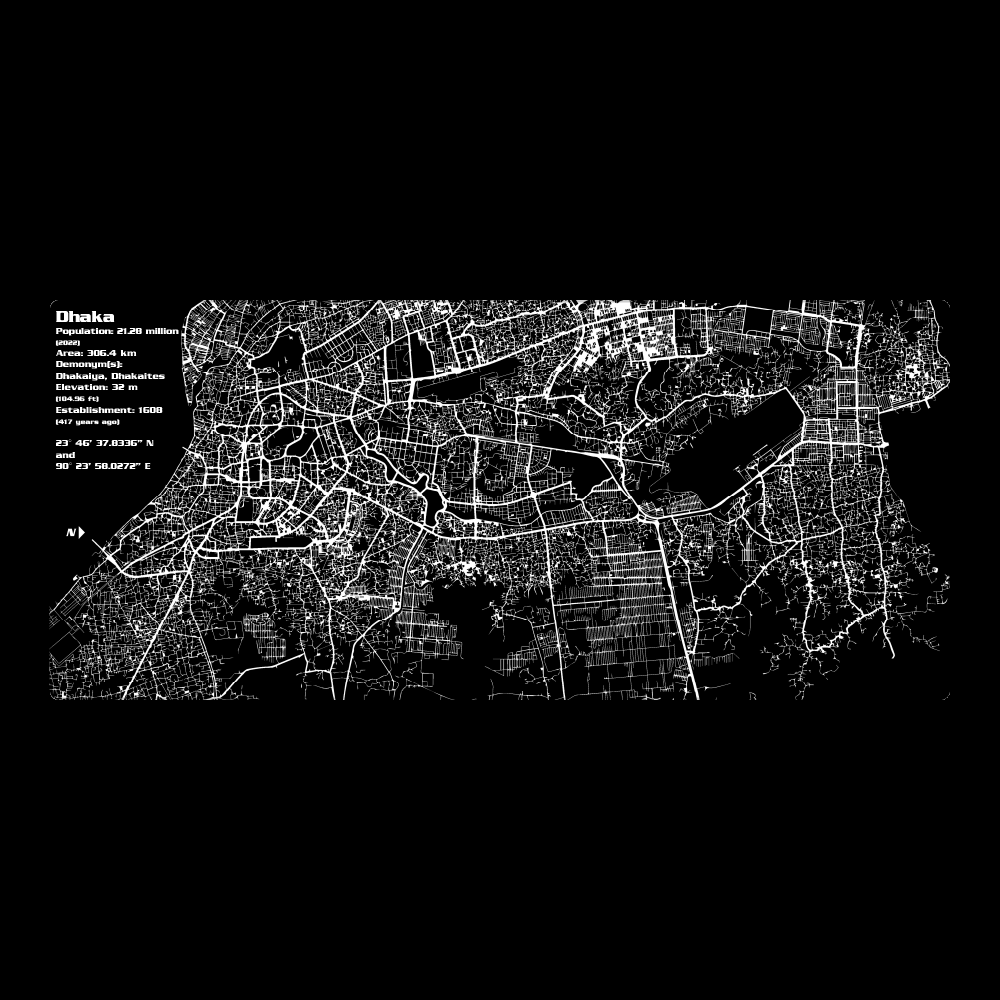 Dhaka
Population: 21.28 million
(2022)
Area: 306.4 km
Demonym(s):
Dhakaiya, Dhakaites
Elevation: 32 m
(104.96 ft)
Establishment: 1608
(417 years ago)
23° 46' 37.8336" N
and
90° 23' 58.0272" E
N